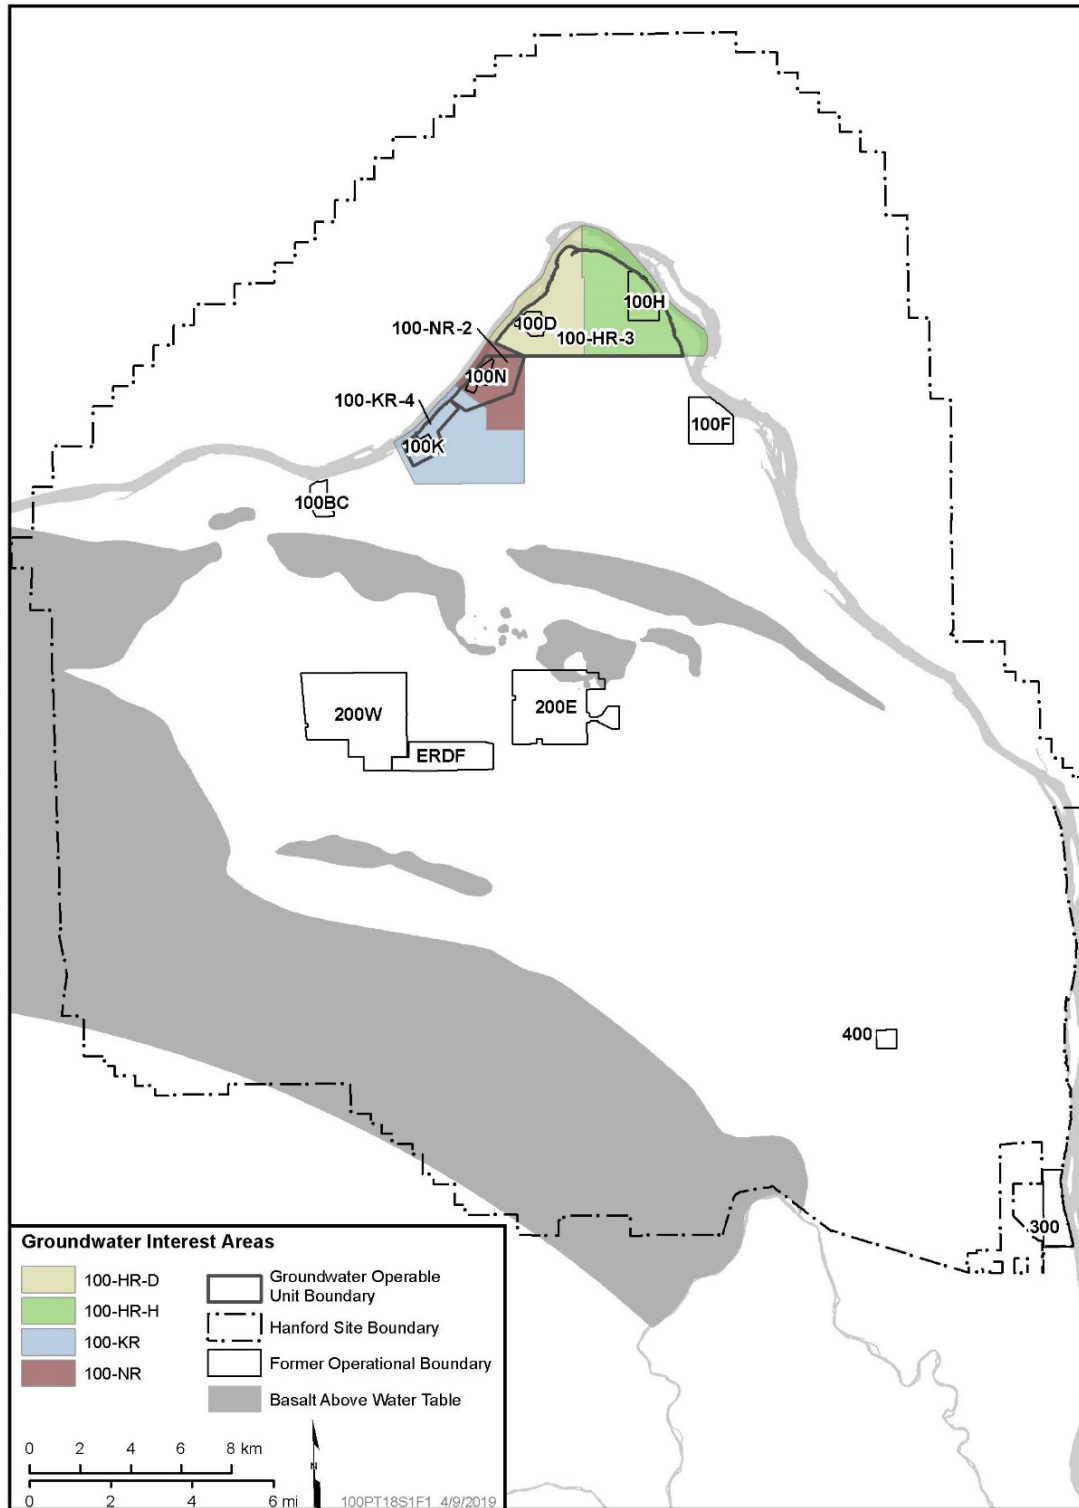 100H
100D
100-HR-3
100-NR-2
100N
100-KR-4
100K
100F
100BC
200W
200E
ERDF
400
300
Groundwater Interest Areas
100-HR-D
100-HR-H
100-KR
100-NR
Groundwater Operable
Unit Boundary
Hanford Site Boundary
Former Operational Boundary
Basalt Above Water Table
0 2 4 6 8 km
0 2 4 6 mi
N
100PT18S1F1 4/9/2019